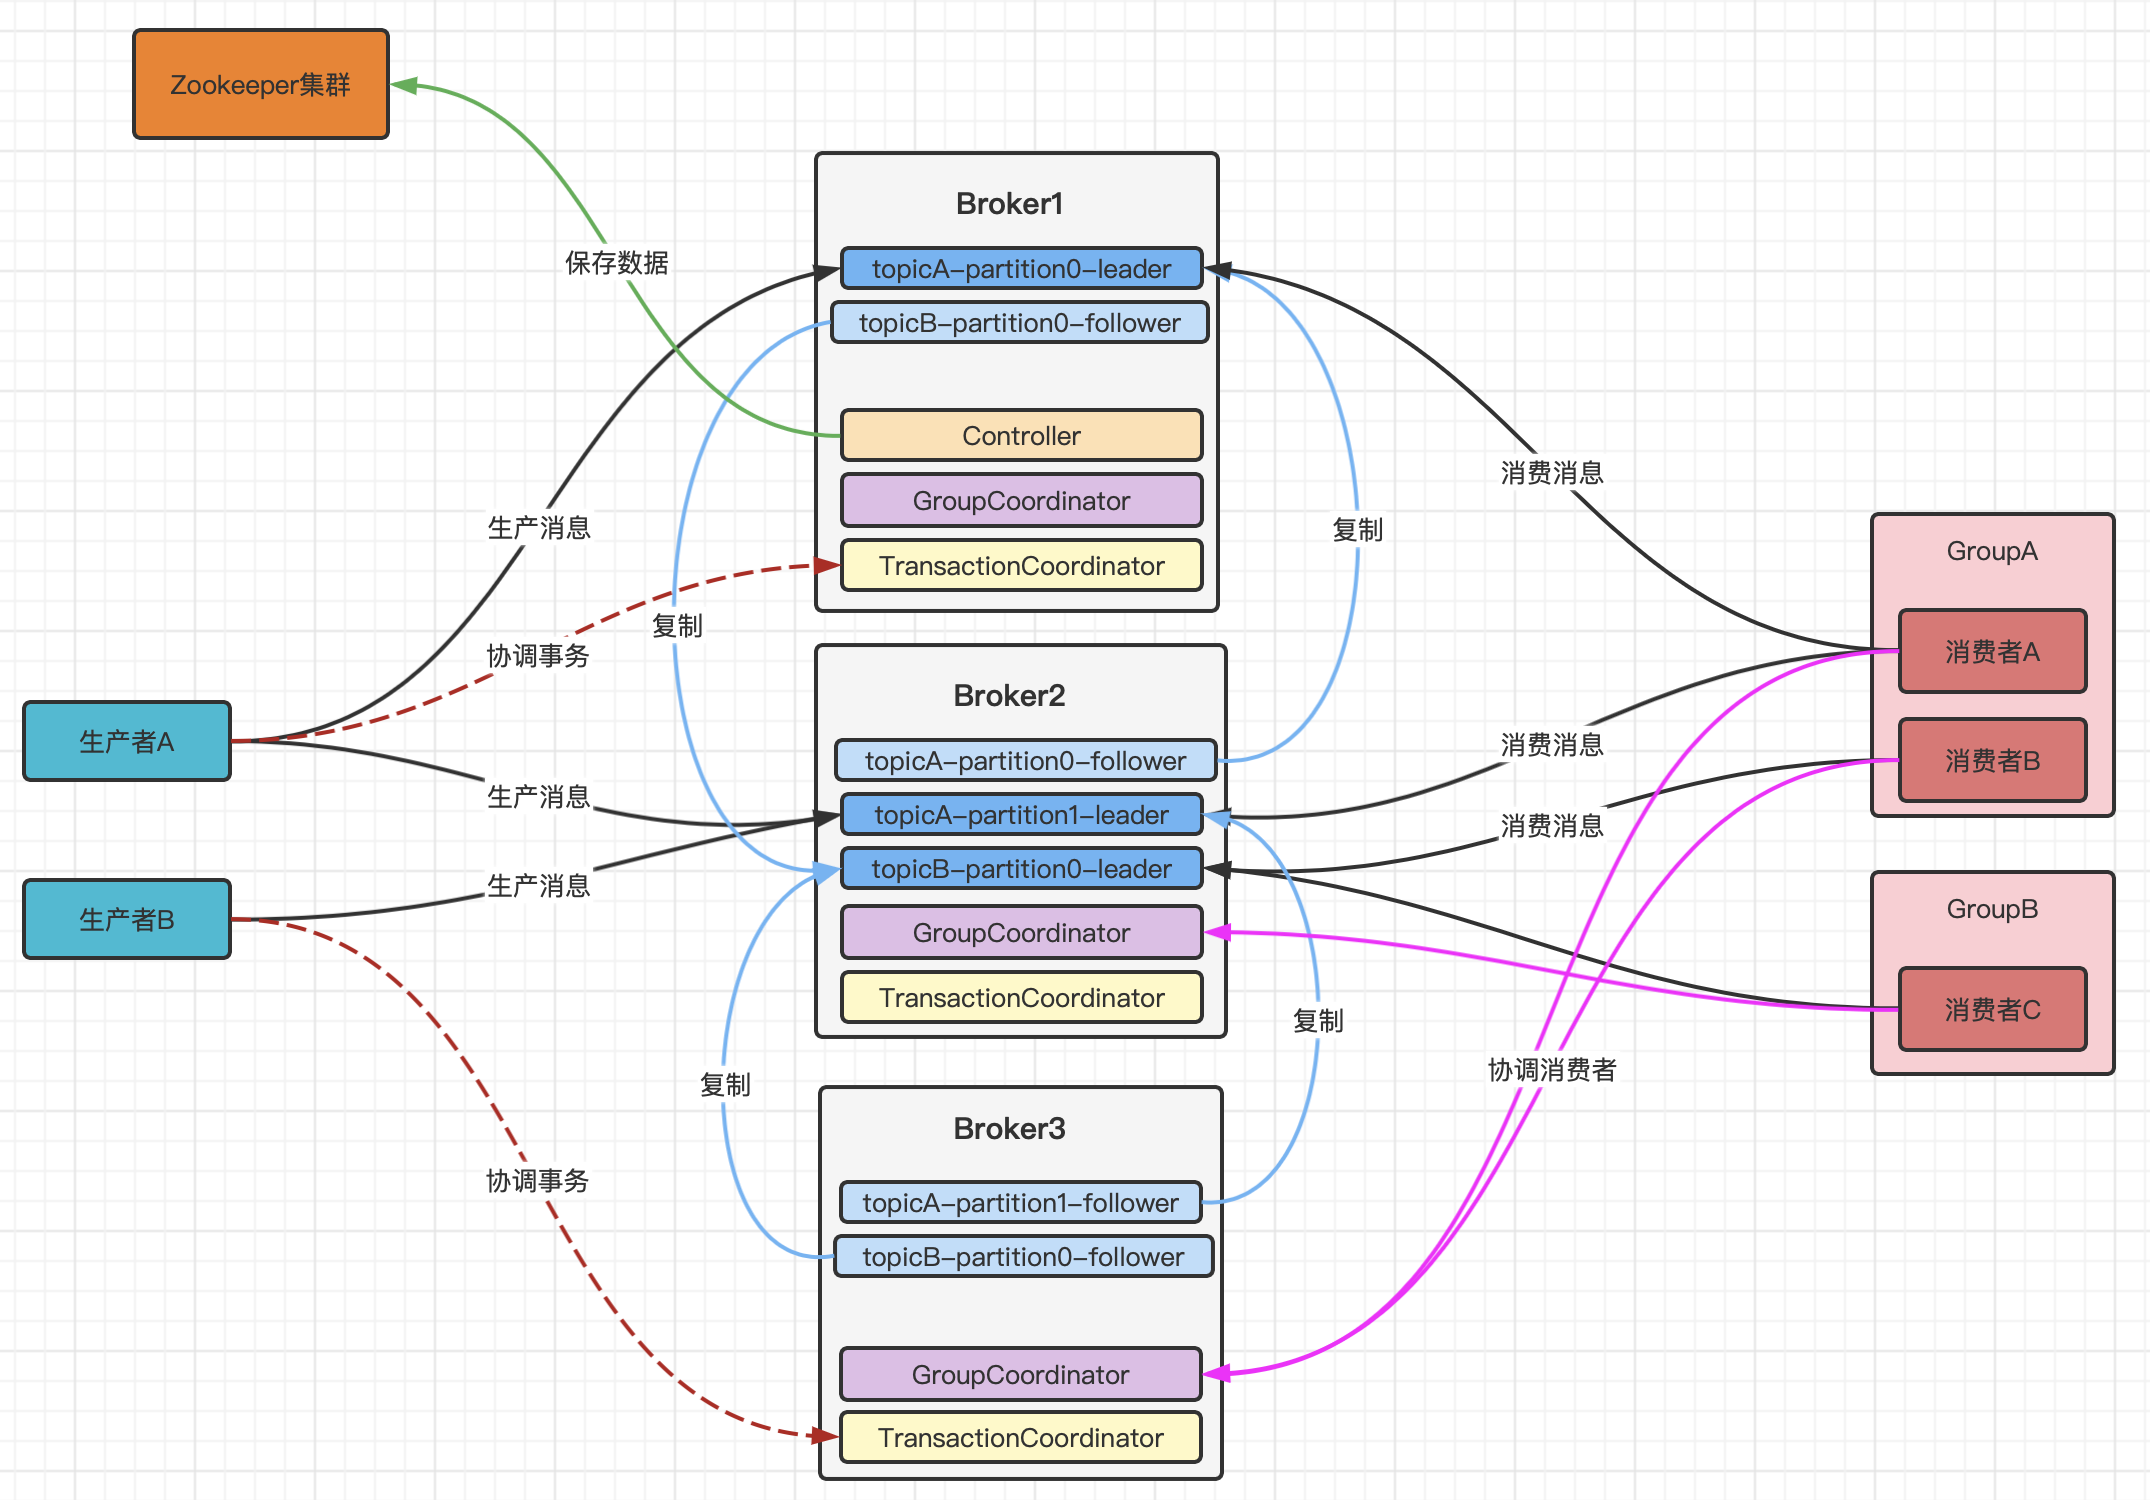 Zookeeper集群
保存数据
生产消息
协调事务
生产者A
生产消息
生产消息
生产者B
协调事务
复制
复制
Broker1
topicA-partition0-leader
topicB-partition0-follower
Controller
GroupCoordinator
TransactionCoordinator
Broker2
topicA-partition0-follower
topicA-partition1-leader
topicB-partition0-leader
GroupCoordinator
TransactionCoordinator
Broker3
topicA-partition1-follower
topicB-partition0-follower
GroupCoordinator
TransactionCoordinator
复制
复制
消费消息
消费消息
消费消息
协调消费者
GroupA
消费者A
消费者B
GroupB
消费者C